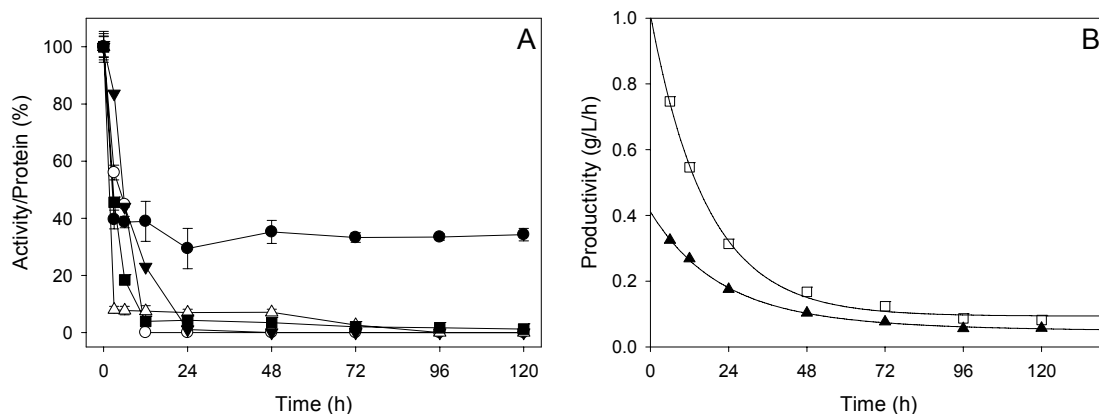 A
Activity/Protein (%)
100
80
60
40
20
0
0 24 48 72 96 120
Time (h)
B
Productivity (g/L/h)
1.0
0.8
0.6
0.4
0.2
0.0
0 24 48 72 96 120
Time (h)